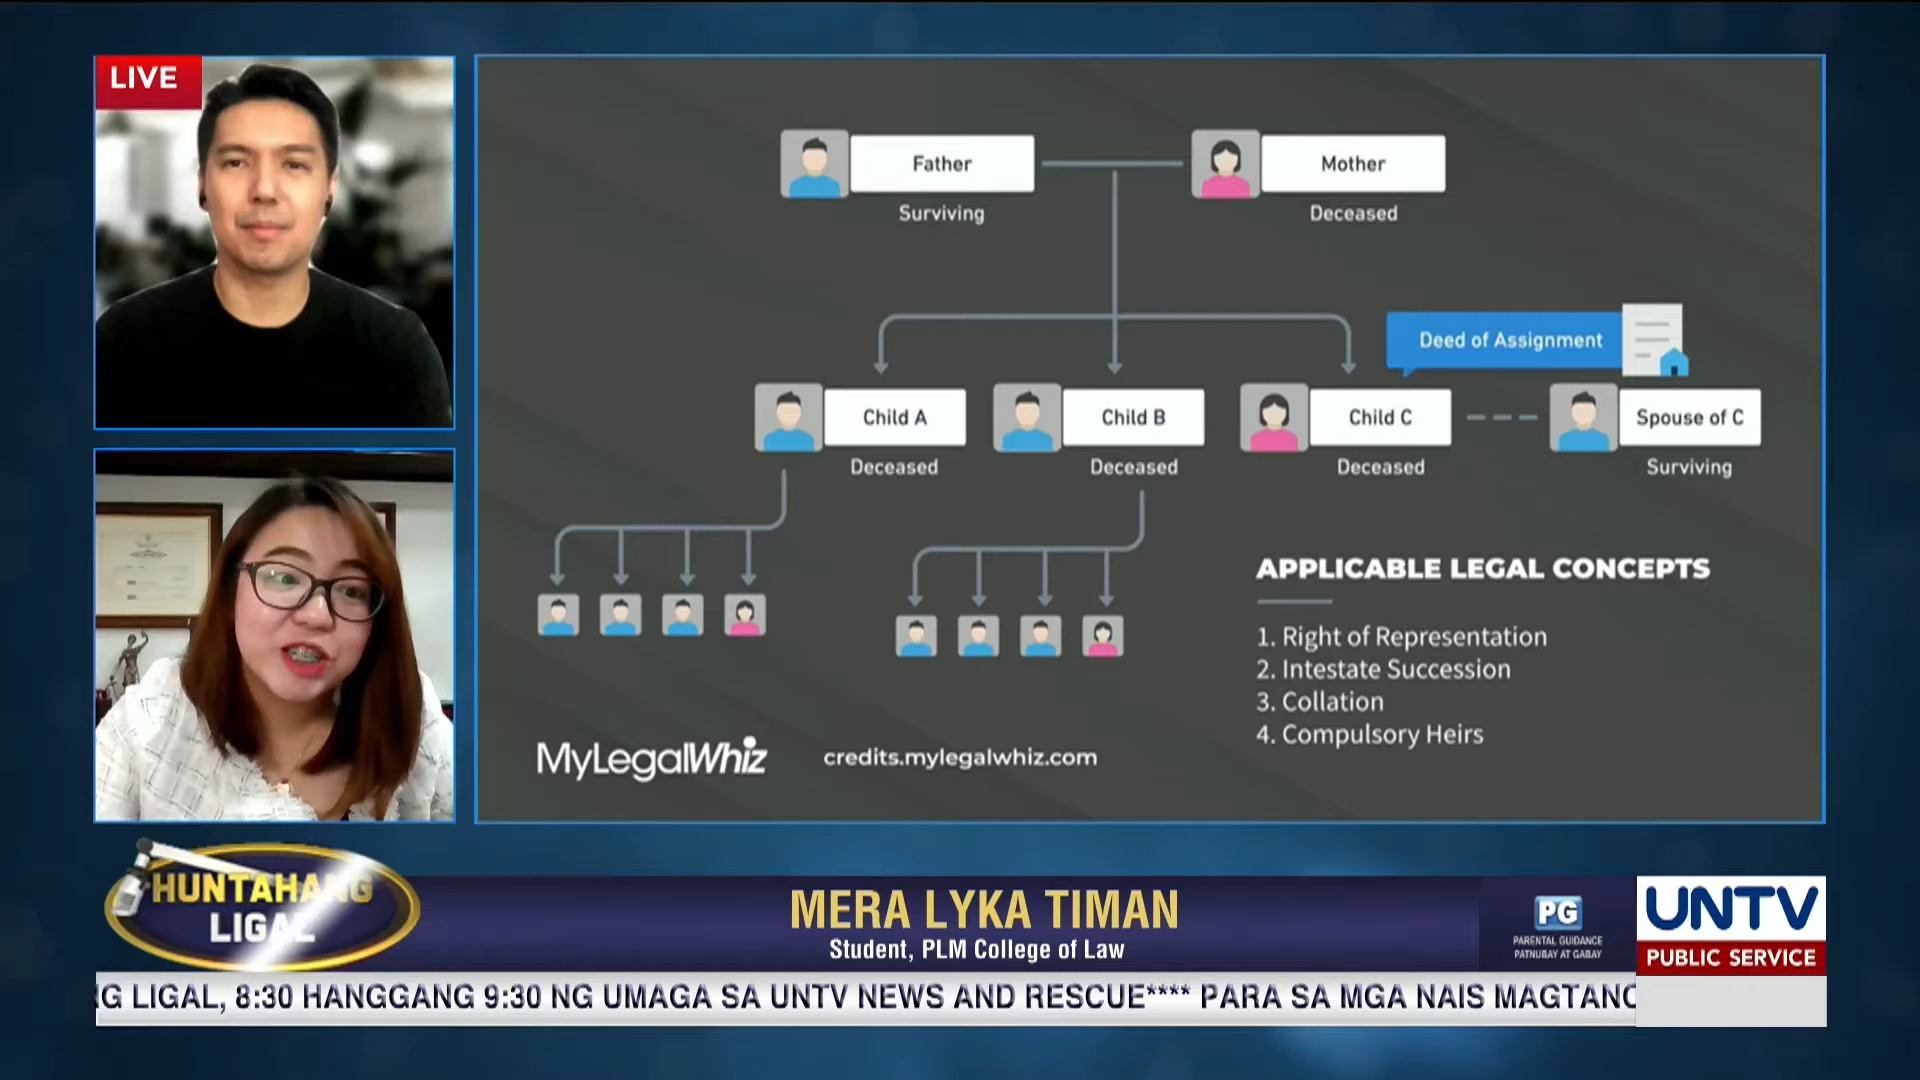 LIVE
Father
Surviving
Mother
Deceased
Deed of Assignment
Child A
Deceased
Child B
Deceased
Child C
Deceased
Spouse of C
Surviving
APPLICABLE LEGAL CONCEPTS
1. Right of Representation
2. Intestate Succession
3. Collation
4. Compulsory Heirs
MyLegalWhiz
credits.mylegalwhiz.com
HUNTAHANG
LIGAL
MERA LYKA TIMAN
Student, PLM College of Law
PG
PARENTAL GUIDANCE
PATNUBAY AT GABAY
UNTV
PUBLIC SERVICE
G LIGAL, 8:30 HANGGANG 9:30 NG UMAGA SA UNTV NEWS AND RESCUE**** PARA SA MGA NAIS MAGTANO